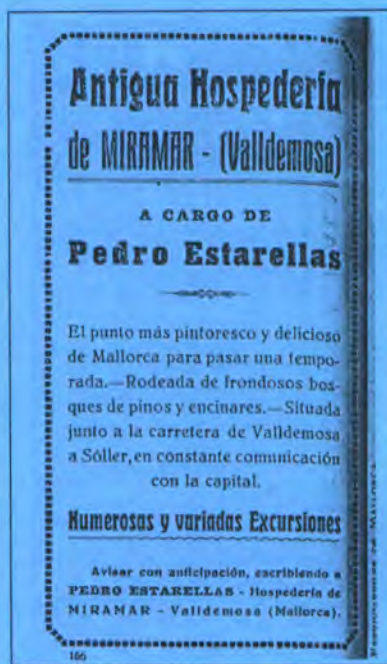 Antigua Hospedería
de MIRAMAR - (Valldemosa)
A CARGO DE
Pedro Estarellas
El punto más pintoresco y delicioso
de Mallorca para pasar una tempo-
rada.—Rodeada de frondosos bos-
ques de pinos y encinares.—Situada
junto a la carretera de Valldemosa
a Sóller, en constante comunicación
con la capital.
Numerosas y variadas Excursiones
Avisar con anticipación, escribiendo a
PEDRO ESTARELLAS - Hospedería de
MIRAMAR - Valldemosa (Mallorca).
166
DE MALLORCA